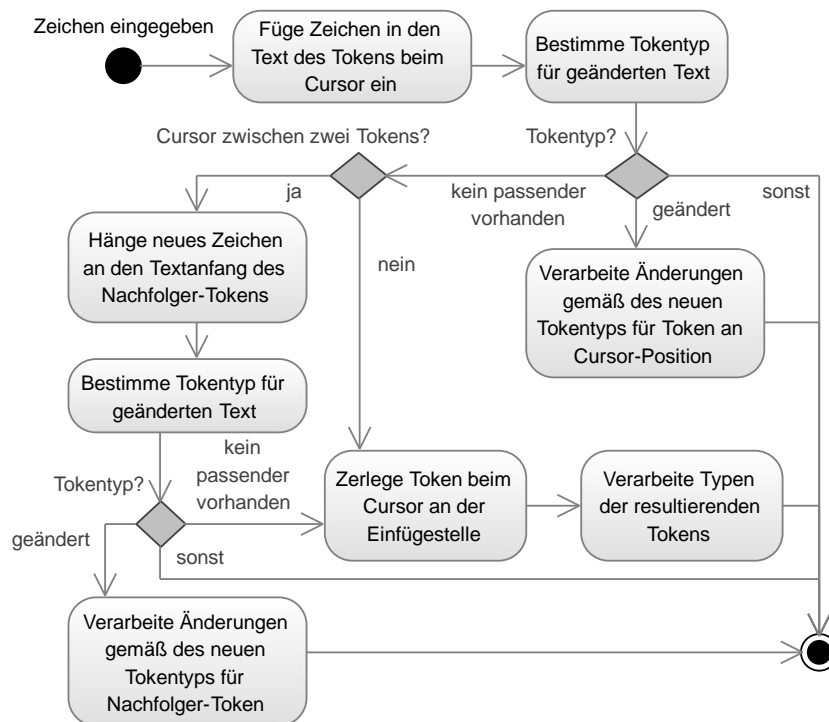 Zeichen eingegeben
Füge Zeichen in den
Text des Tokens beim
Cursor ein
Bestimme Tokentyp
für geänderten Text
Cursor zwischen zwei Tokens?
Tokentyp?
ja
kein passender
vorhanden
geändert
sonst
Hänge neues Zeichen
an den Textanfang des
Nachfolger-Tokens
nein
Verarbeite Änderungen
gemäß des neuen
Tokentyps für Token an
Cursor-Position
Bestimme Tokentyp für
geänderten Text
Tokentyp?
kein
passender
vorhanden
Zerlege Token beim
Cursor an der
Einfügestelle
Verarbeite Typen
der resultierenden
Tokens
geändert
sonst
Verarbeite Änderungen
gemäß des neuen
Tokentyps für
Nachfolger-Token